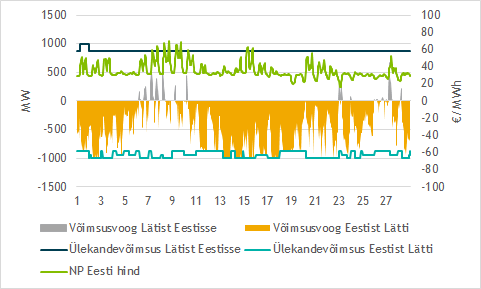 1500 100
1000 80
500 60
0 40
-500 20
-1000 0
-1500 -20
-40
-60
-80
-100
MW
€/MWh
1 3 5 7 9 11 13 15 17 19 21 23 25 27
Võimsusvoog Lätist Eestisse Võimsusvoog Eestist Lätti
Ülekandevõimsus Lätist Eestisse Ülekandevõimsus Eestist Lätti
NP Eesti hind